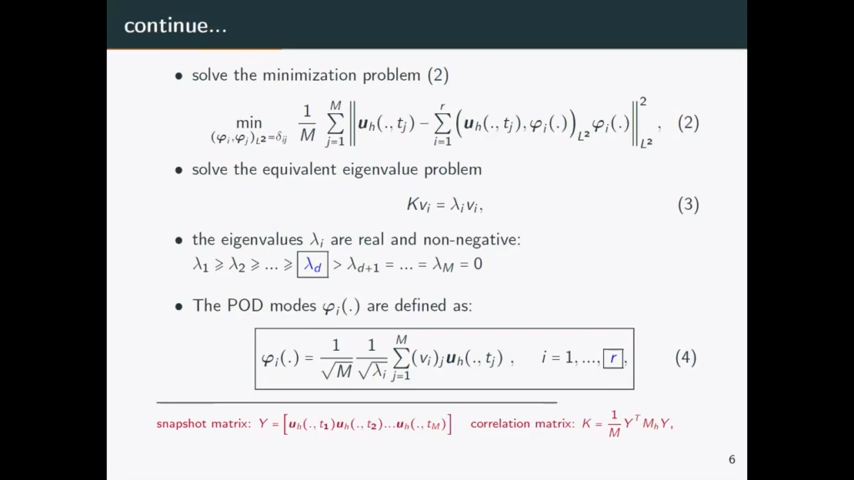 continue...
• solve the minimization problem (2)
min_{(φ_i,φ_j)_{L²}=δ_{ij}} 1/M ∑_{j=1}^{M} ‖u_h(.,t_j) − ∑_{i=1}^{r} (u_h(.,t_j),φ_i(.))_{L²} φ_i(.)‖²_{L²} , (2)
• solve the equivalent eigenvalue problem
Kv_i = λ_i v_i, (3)
• the eigenvalues λ_i are real and non-negative:
λ_1 ⩾ λ_2 ⩾ ... ⩾ λ_d > λ_{d+1} = ... = λ_M = 0
• The POD modes φ_i(.) are defined as:
φ_i(.) = 1/√M 1/√λ_i ∑_{j=1}^{M} (v_i)_j u_h(.,t_j) , i = 1,...,r, (4)
snapshot matrix: Y = [u_h(.,t_1)u_h(.,t_2)...u_h(.,t_M)] correlation matrix: K = 1/M Y^T M_h Y,
6